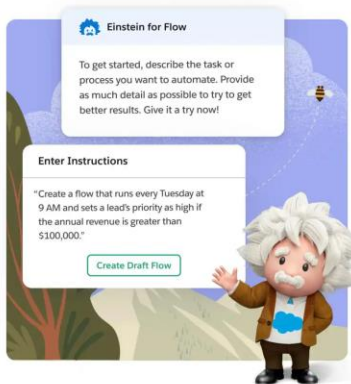 Einstein for Flow
To get started, describe the task or
process you want to automate. Provide
as much detail as possible to try to get
better results. Give it a try now!
Enter Instructions
“Create a flow that runs every Tuesday at
9 AM and sets a lead's priority as high if
the annual revenue is greater than
$100,000.”
Create Draft Flow